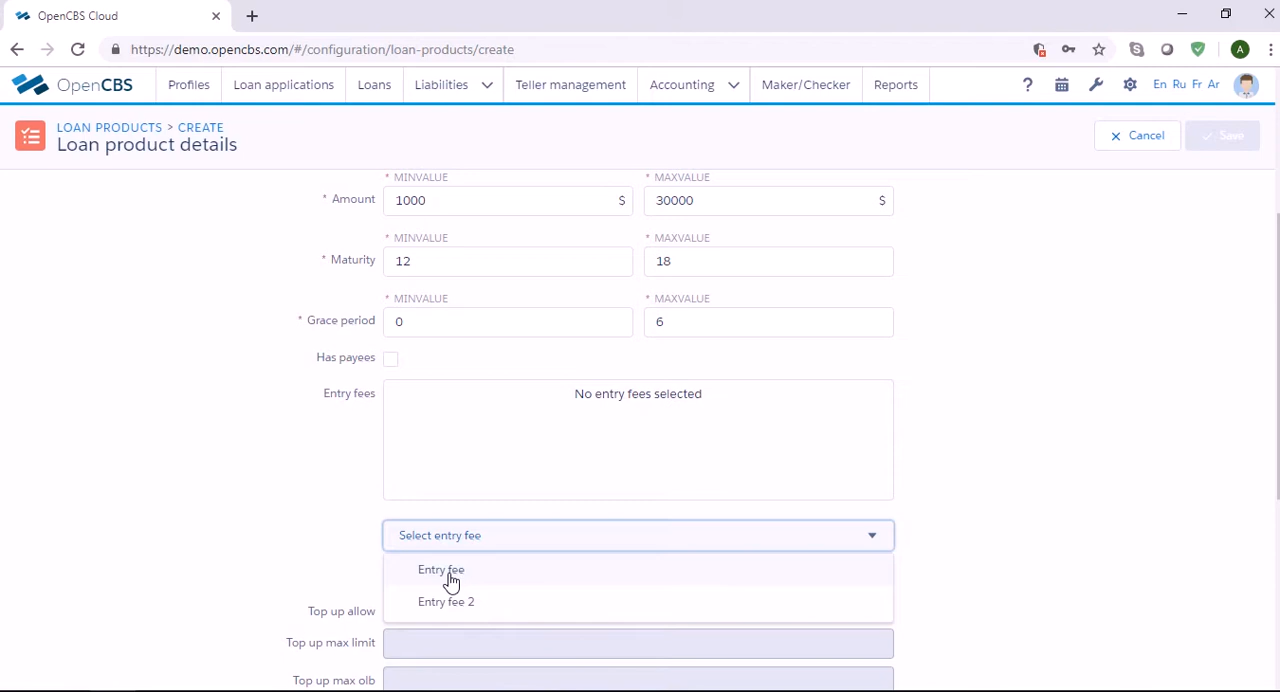 OpenCBS Cloud
https://demo.opencbs.com/#/configuration/loan-products/create
A
OpenCBS
Profiles
Loan applications
Loans
Liabilities
Teller management
Accounting
Maker/Checker
Reports
?
En Ru Fr Ar
LOAN PRODUCTS > CREATE
Loan product details
Cancel
Save
* MINVALUE
* MAXVALUE
* Amount
1000 $
30000 $
* MINVALUE
* MAXVALUE
* Maturity
12
18
* MINVALUE
* MAXVALUE
* Grace period
0
6
Has payees
Entry fees
No entry fees selected
Select entry fee
Entry fee
Entry fee 2
Top up allow
Top up max limit
Top up max olb